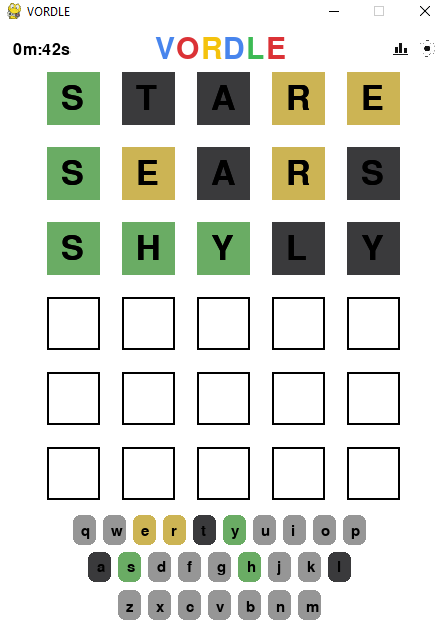 VORDLE
0m:42s VORDLE
S T A R E
S E A R S
S H Y L Y
q w e r t y u i o p
a s d f g h j k l
z x c v b n m